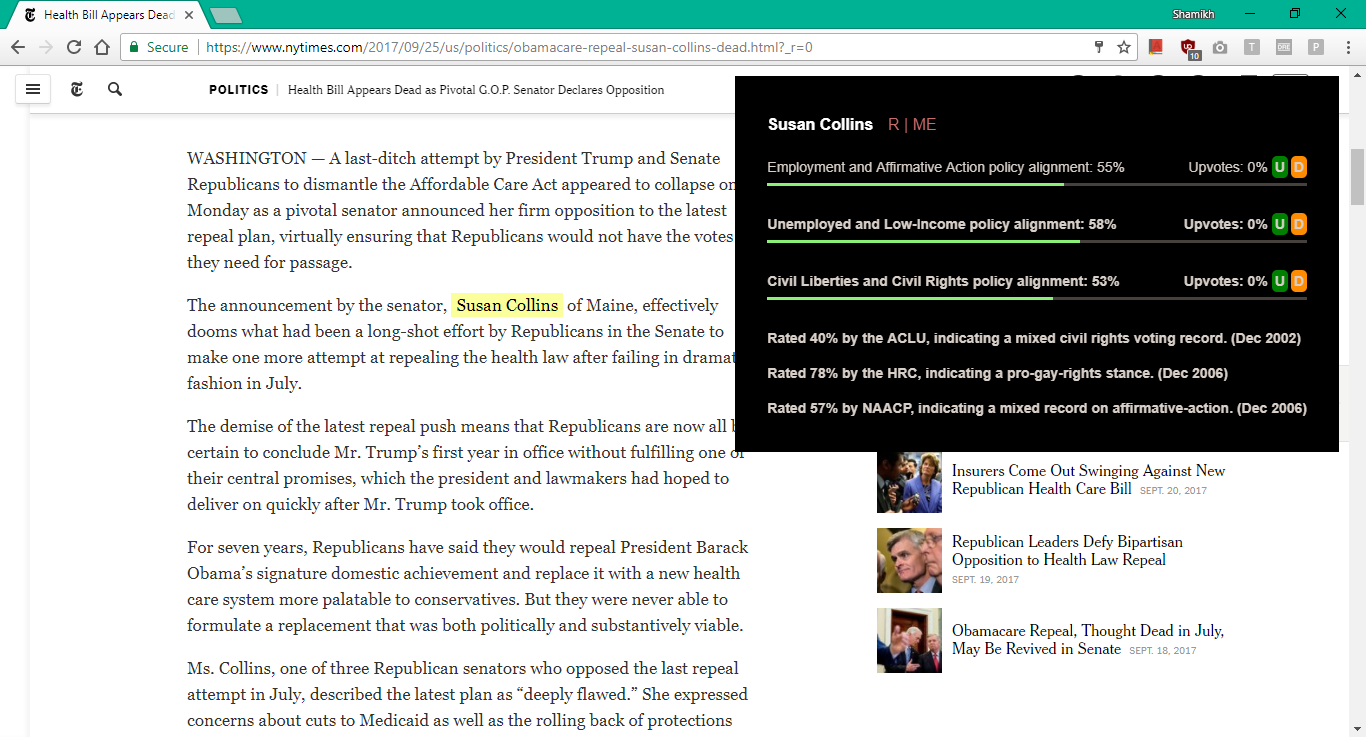 Health Bill Appears Dead
Shamikh
Secure
https://www.nytimes.com/2017/09/25/us/politics/obamacare-repeal-susan-collins-dead.html?_r=0
10
T
P
POLITICS | Health Bill Appears Dead as Pivotal G.O.P. Senator Declares Opposition
WASHINGTON — A last-ditch attempt by President Trump and Senate
Republicans to dismantle the Affordable Care Act appeared to collapse on
Monday as a pivotal senator announced her firm opposition to the latest
repeal plan, virtually ensuring that Republicans would not have the votes
they need for passage.
The announcement by the senator, Susan Collins of Maine, effectively
dooms what had been a long-shot effort by Republicans in the Senate to
make one more attempt at repealing the health law after failing in dramat
fashion in July.
The demise of the latest repeal push means that Republicans are now all
certain to conclude Mr. Trump’s first year in office without fulfilling one of
their central promises, which the president and lawmakers had hoped to
deliver on quickly after Mr. Trump took office.
For seven years, Republicans have said they would repeal President Barack
Obama’s signature domestic achievement and replace it with a new health
care system more palatable to conservatives. But they were never able to
formulate a replacement that was both politically and substantively viable.
Ms. Collins, one of three Republican senators who opposed the last repeal
attempt in July, described the latest plan as “deeply flawed.” She expressed
concerns about cuts to Medicaid as well as the rolling back of protections
Susan Collins R | ME
Employment and Affirmative Action policy alignment: 55% Upvotes: 0% U D
Unemployed and Low-Income policy alignment: 58% Upvotes: 0% U D
Civil Liberties and Civil Rights policy alignment: 53% Upvotes: 0% U D
Rated 40% by the ACLU, indicating a mixed civil rights voting record. (Dec 2002)
Rated 78% by the HRC, indicating a pro-gay-rights stance. (Dec 2006)
Rated 57% by NAACP, indicating a mixed record on affirmative-action. (Dec 2006)
Insurers Come Out Swinging Against New
Republican Health Care Bill SEPT. 20, 2017
Republican Leaders Defy Bipartisan
Opposition to Health Law Repeal
SEPT. 19, 2017
Obamacare Repeal, Thought Dead in July,
May Be Revived in Senate SEPT. 18, 2017